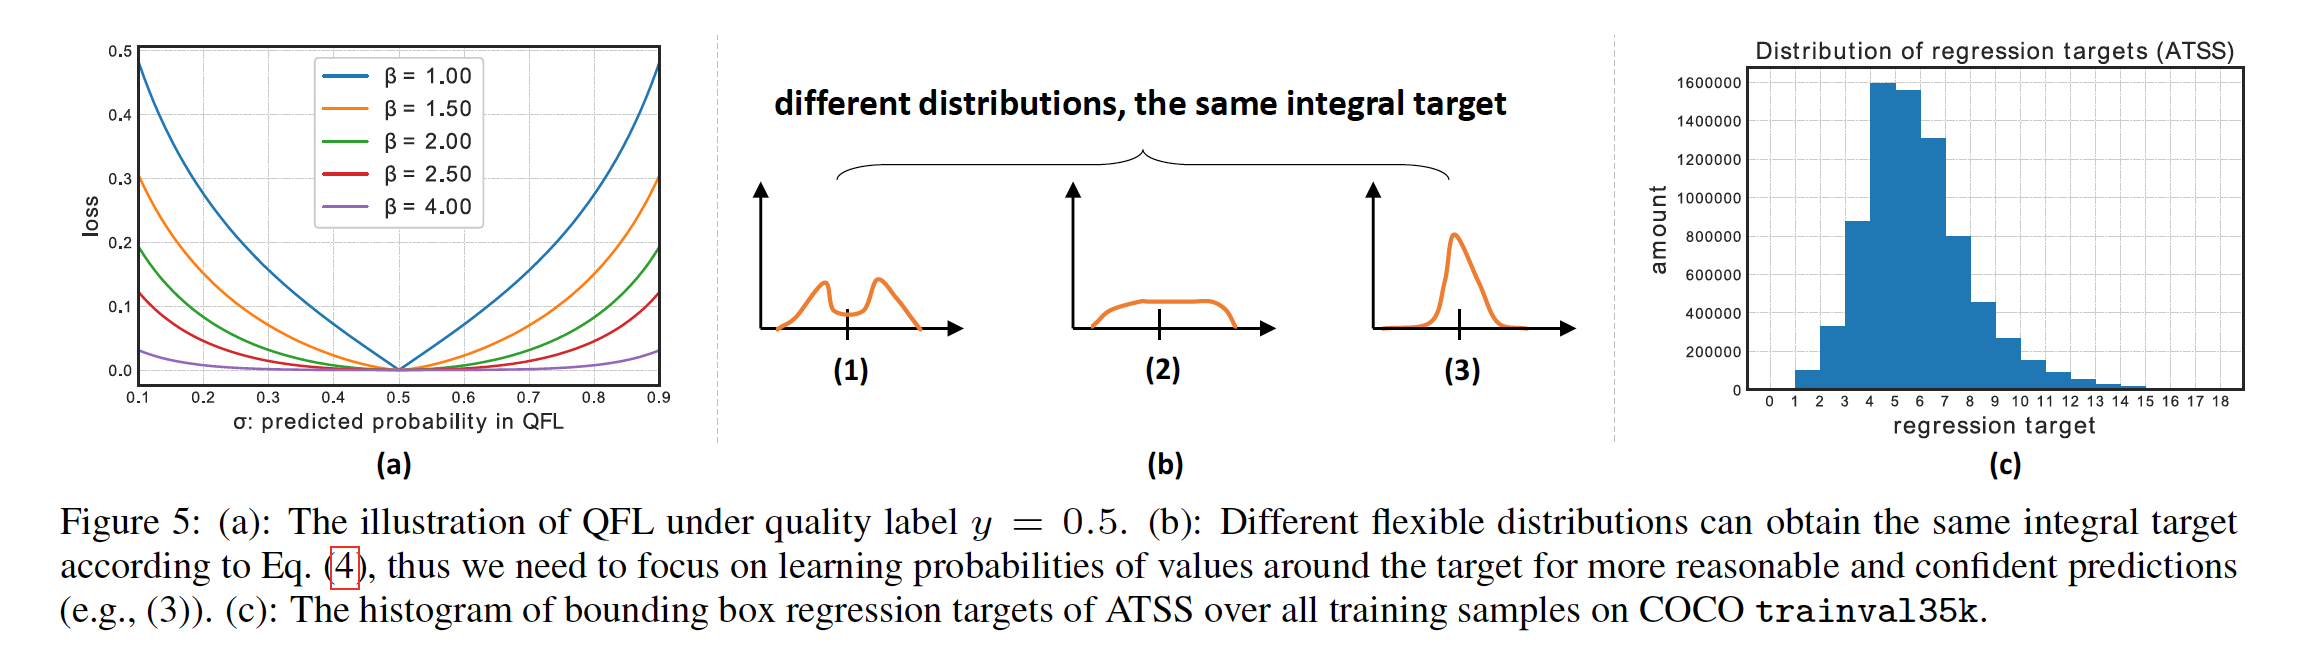 0.5
0.4
0.3
0.2
0.1
0.0
loss
β = 1.00
β = 1.50
β = 2.00
β = 2.50
β = 4.00
0.1 0.2 0.3 0.4 0.5 0.6 0.7 0.8 0.9
σ: predicted probability in QFL
(a)
different distributions, the same integral target
(1) (2) (3)
(b)
Distribution of regression targets (ATSS)
1600000
1400000
1200000
1000000
800000
600000
400000
200000
0
amount
0 1 2 3 4 5 6 7 8 9 10 11 12 13 14 15 16 17 18
regression target
(c)
Figure 5: (a): The illustration of QFL under quality label y = 0.5. (b): Different flexible distributions can obtain the same integral target
according to Eq. (4), thus we need to focus on learning probabilities of values around the target for more reasonable and confident predictions
(e.g., (3)). (c): The histogram of bounding box regression targets of ATSS over all training samples on COCO trainval35k.